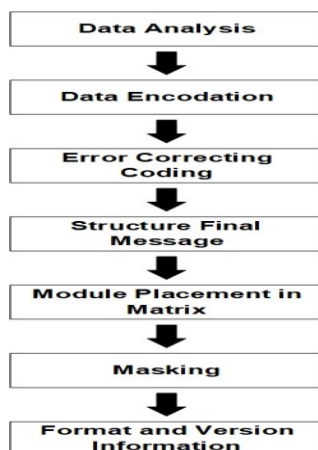 Data Analysis
Data Encodation
Error Correcting
Coding
Structure Final
Message
Module Placement in
Matrix
Masking
Format and Version
Information